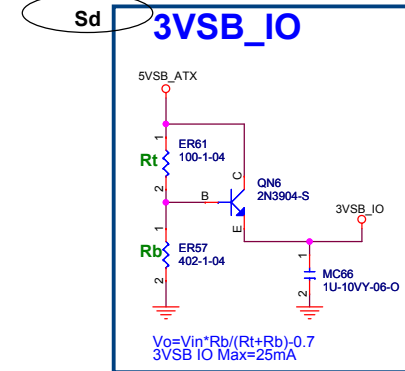 Sd
3VSB_IO
5VSB_ATX
1
ER61
Rt
100-1-04
2
C
QN6
B
2N3904-S
E
3VSB_IO
1
Rb
ER57
402-1-04
2
1
MC66
1U-10VY-06-O
2
Vo=Vin*Rb/(Rt+Rb)-0.7
3VSB IO Max=25mA